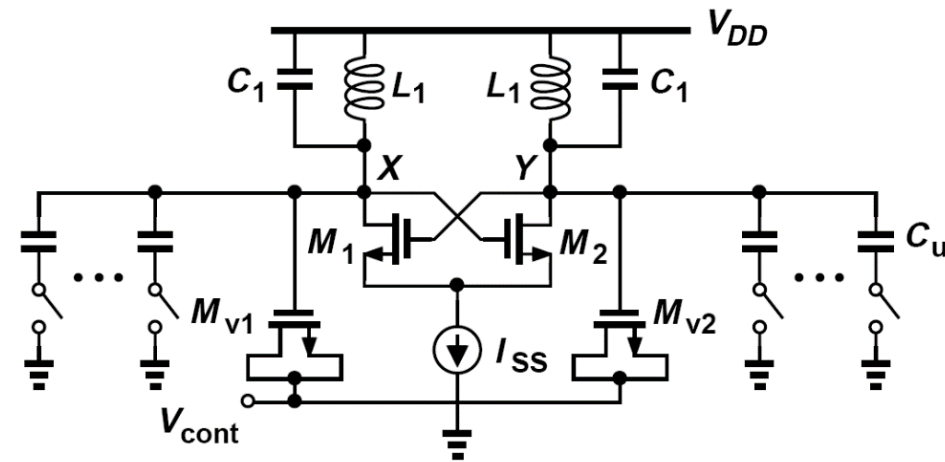 V_DD
C_1 L_1 L_1 C_1
X Y
M_1 M_2 C_u
M_v1 M_v2
I_SS
V_cont